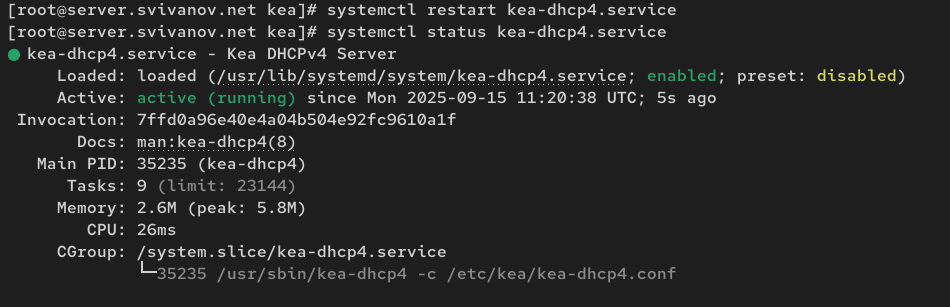 [root@server.svivanov.net kea]# systemctl restart kea-dhcp4.service
[root@server.svivanov.net kea]# systemctl status kea-dhcp4.service
● kea-dhcp4.service - Kea DHCPv4 Server
     Loaded: loaded (/usr/lib/systemd/system/kea-dhcp4.service; enabled; preset: disabled)
     Active: active (running) since Mon 2025-09-15 11:20:38 UTC; 5s ago
 Invocation: 7ffd0a96e40e4a04b504e92fc9610a1f
       Docs: man:kea-dhcp4(8)
   Main PID: 35235 (kea-dhcp4)
      Tasks: 9 (limit: 23144)
     Memory: 2.6M (peak: 5.8M)
        CPU: 26ms
     CGroup: /system.slice/kea-dhcp4.service
             └─35235 /usr/sbin/kea-dhcp4 -c /etc/kea/kea-dhcp4.conf